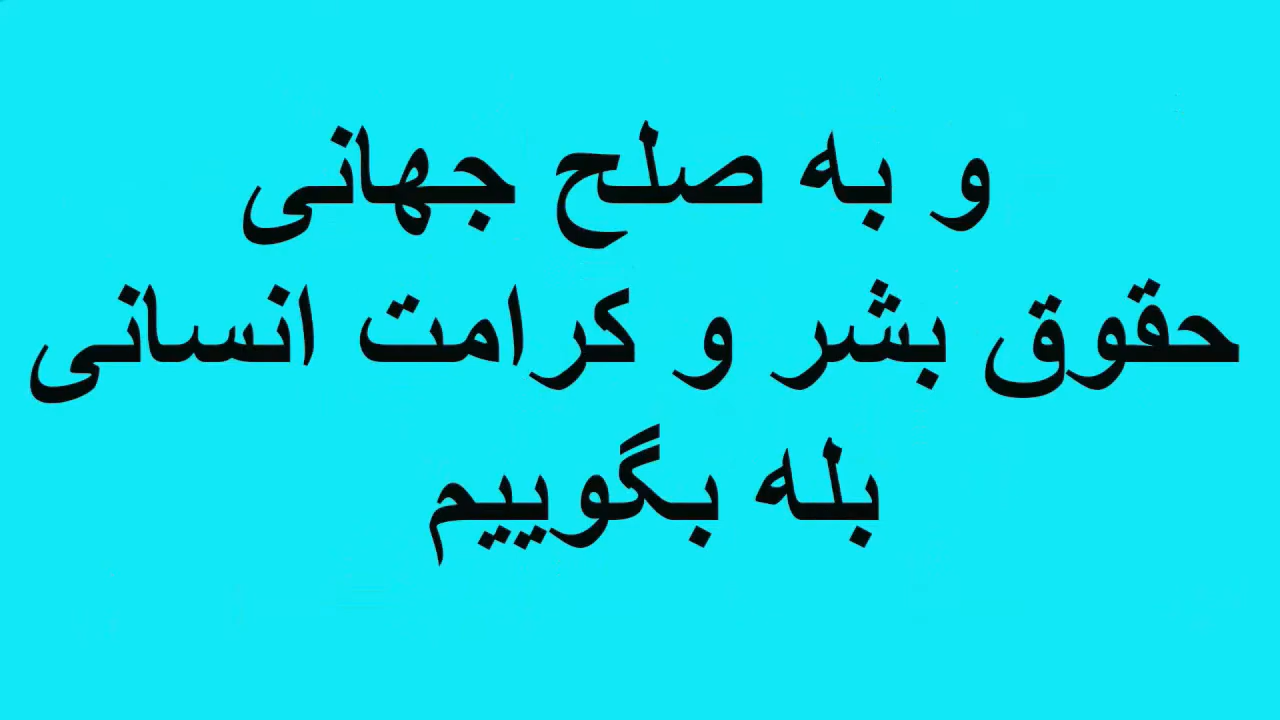 و به صلح جهانی
حقوق بشر و کرامت انسانی
بله بگوییم